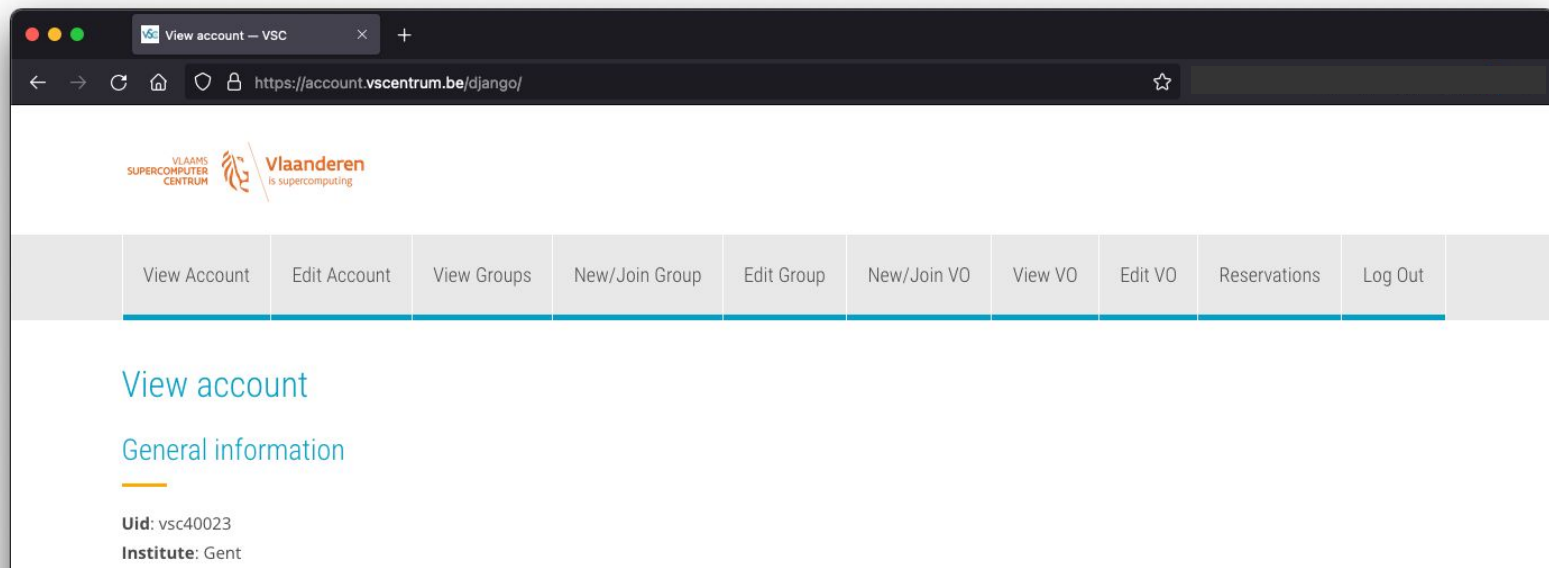 vsc View account — VSC × +
https://account.vscentrum.be/django/
VLAAMS
SUPERCOMPUTER
CENTRUM
Vlaanderen
is supercomputing
View Account Edit Account View Groups New/Join Group Edit Group New/Join VO View VO Edit VO Reservations Log Out
View account
General information
Uid: vsc40023
Institute: Gent